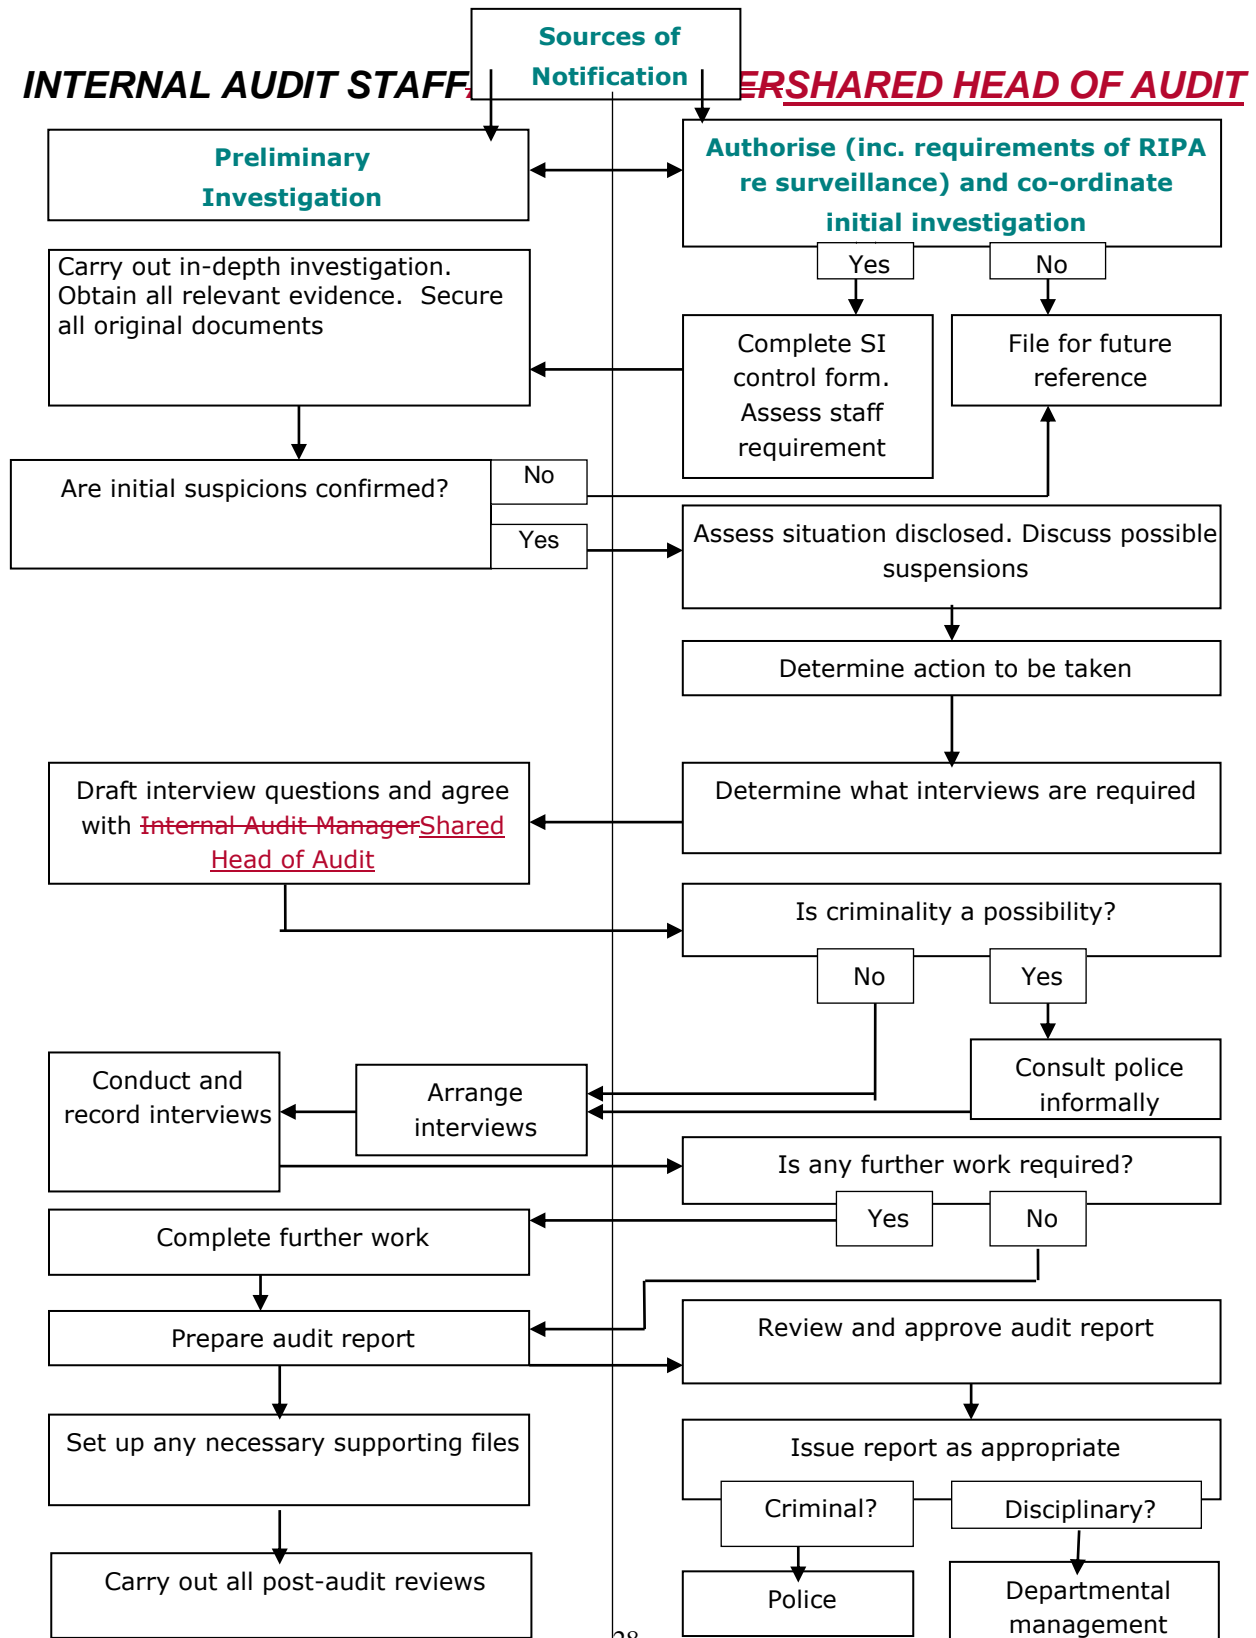 Sources of
Notification
INTERNAL AUDIT STAFF
ERSHARED HEAD OF AUDIT
Preliminary
Investigation
Authorise (inc. requirements of RIPA
re surveillance) and co-ordinate
initial investigation
Yes
No
Carry out in-depth investigation.
Obtain all relevant evidence.  Secure
all original documents
Complete SI
control form.
Assess staff
requirement
File for future
reference
Are initial suspicions confirmed?
No
Yes
Assess situation disclosed. Discuss possible
suspensions
Determine action to be taken
Draft interview questions and agree
with Internal Audit ManagerShared
Head of Audit
Determine what interviews are required
Is criminality a possibility?
No
Yes
Conduct and
record interviews
Arrange
interviews
Consult police
informally
Is any further work required?
Yes
No
Complete further work
Prepare audit report
Review and approve audit report
Set up any necessary supporting files
Issue report as appropriate
Criminal?
Disciplinary?
Carry out all post-audit reviews
Police
Departmental
management
28